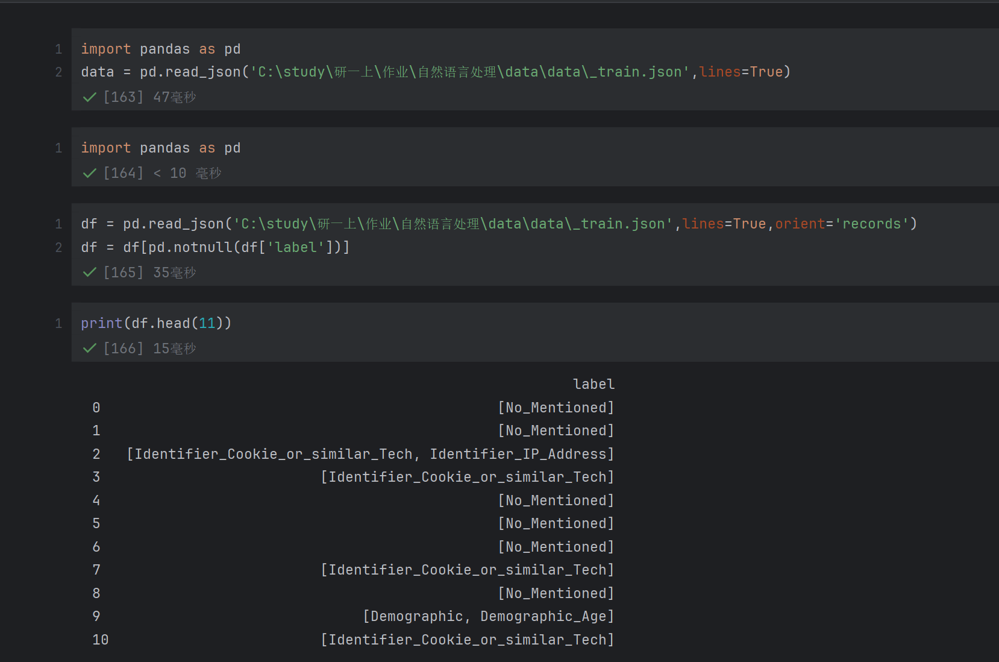 1 import pandas as pd
2 data = pd.read_json('C:\study\研一上\作业\自然语言处理\data\data\_train.json',lines=True)
✓ [163] 47毫秒
1 import pandas as pd
✓ [164] < 10 毫秒
1 df = pd.read_json('C:\study\研一上\作业\自然语言处理\data\data\_train.json',lines=True,orient='records')
2 df = df[pd.notnull(df['label'])]
✓ [165] 35毫秒
1 print(df.head(11))
✓ [166] 15毫秒
label
0 [No_Mentioned]
1 [No_Mentioned]
2 [Identifier_Cookie_or_similar_Tech, Identifier_IP_Address]
3 [Identifier_Cookie_or_similar_Tech]
4 [No_Mentioned]
5 [No_Mentioned]
6 [No_Mentioned]
7 [Identifier_Cookie_or_similar_Tech]
8 [No_Mentioned]
9 [Demographic, Demographic_Age]
10 [Identifier_Cookie_or_similar_Tech]